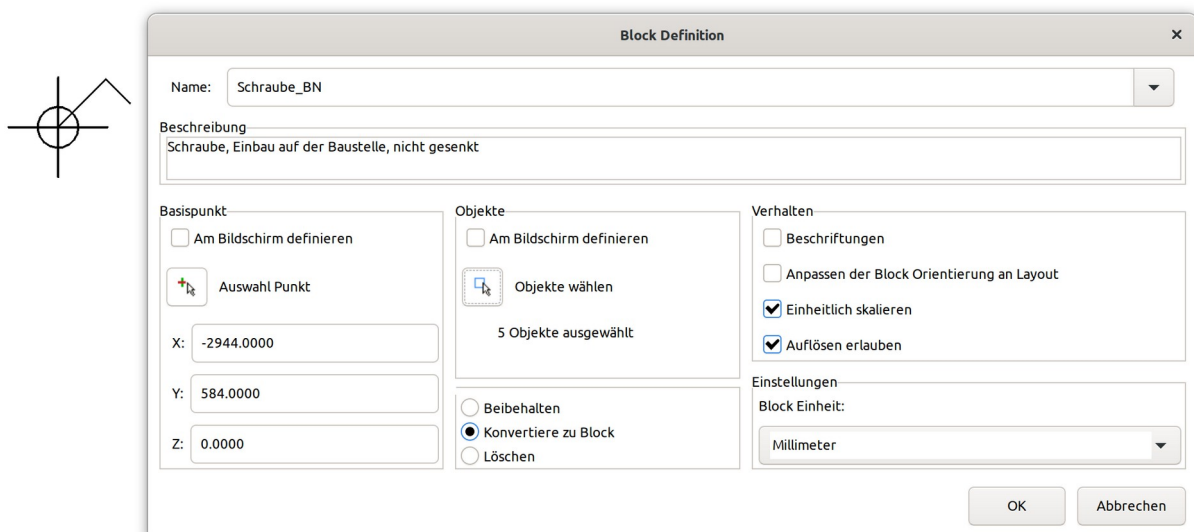 Block Definition
Name: Schraube_BN
Beschreibung
Schraube, Einbau auf der Baustelle, nicht gesenkt
Basispunkt
Am Bildschirm definieren
Auswahl Punkt
X: -2944.0000
Y: 584.0000
Z: 0.0000
Objekte
Am Bildschirm definieren
Objekte wählen
5 Objekte ausgewählt
Beibehalten
Konvertiere zu Block
Löschen
Verhalten
Beschriftungen
Anpassen der Block Orientierung an Layout
Einheitlich skalieren
Auflösen erlauben
Einstellungen
Block Einheit:
Millimeter
OK Abbrechen